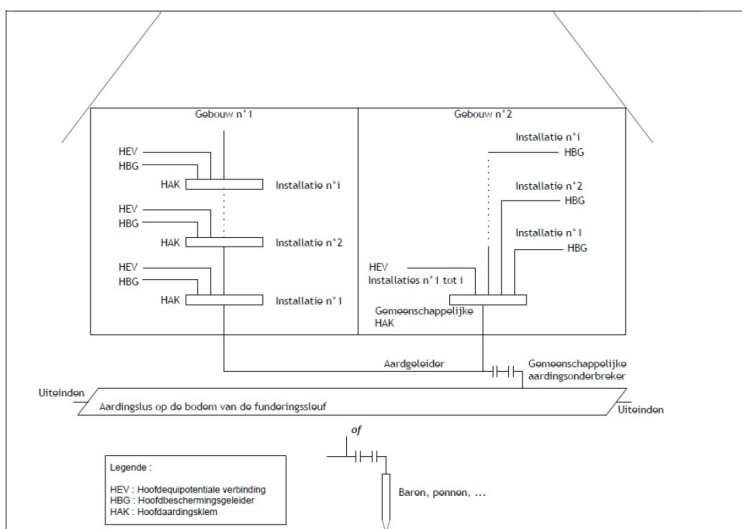 Gebouw n°1
HEV
HBG
HAK
Installatie n°i
HEV
HBG
HAK
Installatie n°2
HEV
HBG
HAK
Installatie n°1
Gebouw n°2
Installatie n°i
HBG
Installatie n°2
HBG
Installatie n°1
HBG
HEV
Installaties n°1 tot i
Gemeenschappelijke
HAK
Aardgeleider
Gemeenschappelijke
aardingsonderbreker
Uiteinden
Aardingslus op de bodem van de funderingssleuf
Uiteinden
of
Baren, pennen, ...
Legende :
HEV : Hoofdequipotentiale verbinding
HBG : Hoofdbeschermingsgeleider
HAK : Hoofdaardingsklem